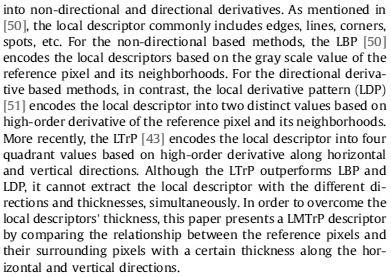 into non-directional and directional derivatives. As mentioned in
[50], the local descriptor commonly includes edges, lines, corners,
spots, etc. For the non-directional based methods, the LBP [50]
encodes the local descriptors based on the gray scale value of the
reference pixel and its neighborhoods. For the directional deriva-
tive based methods, in contrast, the local derivative pattern (LDP)
[51] encodes the local descriptor into two distinct values based on
high-order derivative of the reference pixel and its neighborhoods.
More recently, the LTrP [43] encodes the local descriptor into four
quadrant values based on high-order derivative along horizontal
and vertical directions. Although the LTrP outperforms LBP and
LDP, it cannot extract the local descriptor with the different di-
rections and thicknesses, simultaneously. In order to overcome the
local descriptors' thickness, this paper presents a LMTrP descriptor
by comparing the relationship between the reference pixels and
their surrounding pixels with a certain thickness along the hor-
izontal and vertical directions.